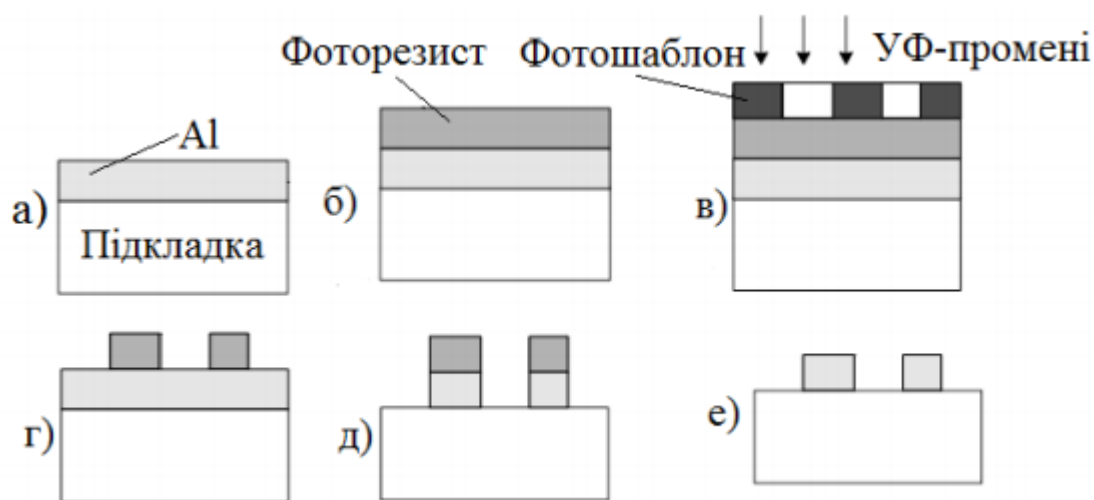 Фоторезист
Фотошаблон
УФ-промені
Al
а)
Підкладка
б)
в)
г)
д)
е)